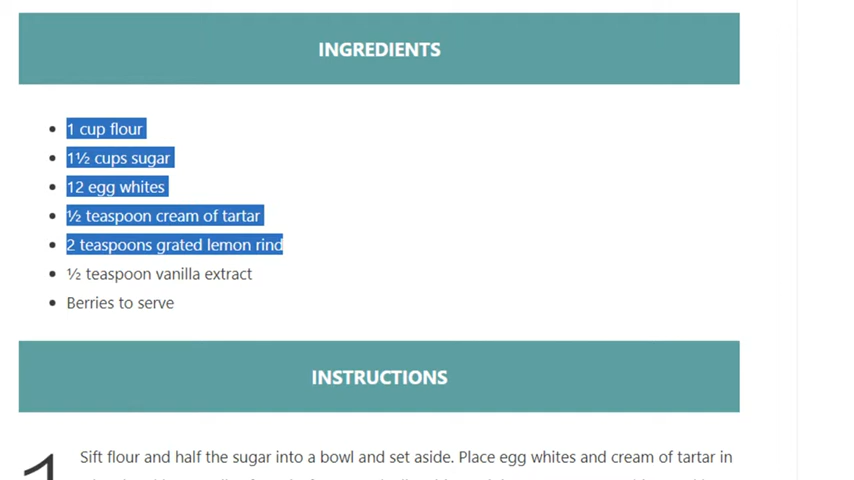 INGREDIENTS
1 cup flour
1½ cups sugar
12 egg whites
½ teaspoon cream of tartar
2 teaspoons grated lemon rind
½ teaspoon vanilla extract
Berries to serve
INSTRUCTIONS
1
Sift flour and half the sugar into a bowl and set aside. Place egg whites and cream of tartar in